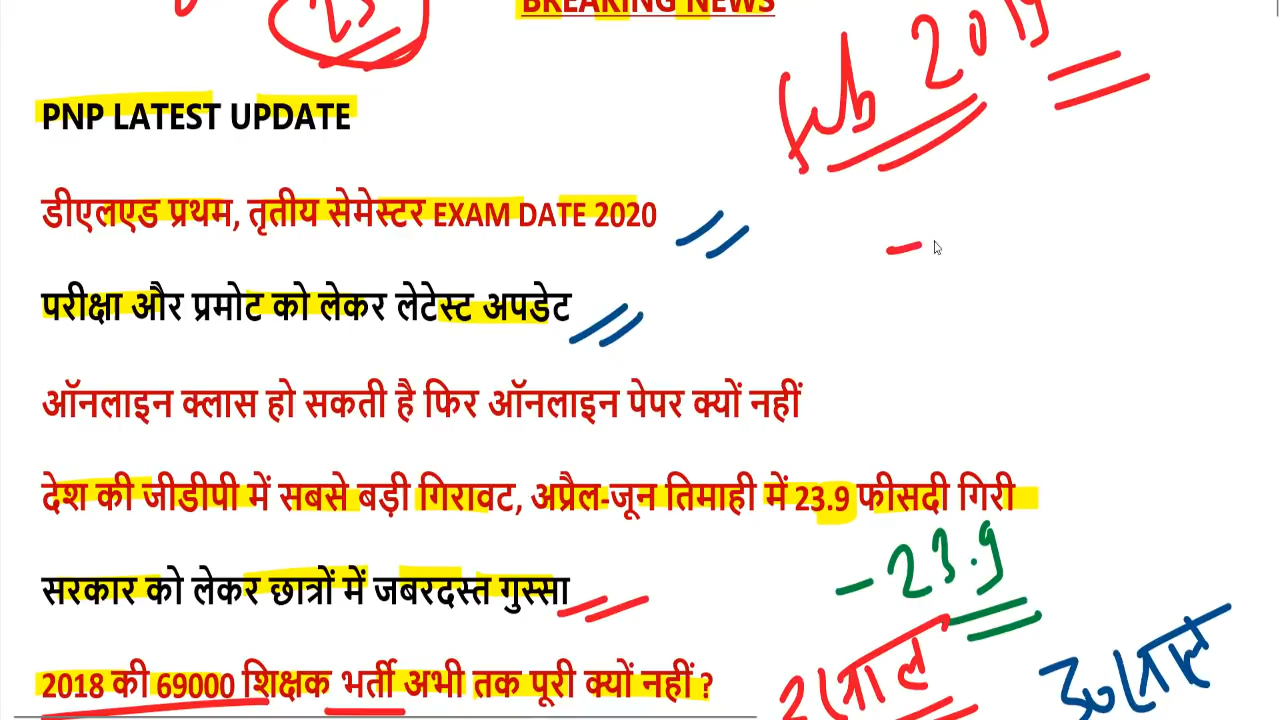 BREAKING NEWS
23
Feb 2019
PNP LATEST UPDATE
डीएलएड प्रथम, तृतीय सेमेस्टर EXAM DATE 2020
परीक्षा और प्रमोट को लेकर लेटेस्ट अपडेट
ऑनलाइन क्लास हो सकती है फिर ऑनलाइन पेपर क्यों नहीं
देश की जीडीपी में सबसे बड़ी गिरावट, अप्रैल-जून तिमाही में 23.9 फीसदी गिरी
-23.9
सरकार को लेकर छात्रों में जबरदस्त गुस्सा
2018 की 69000 शिक्षक भर्ती अभी तक पूरी क्यों नहीं ?
2 साल